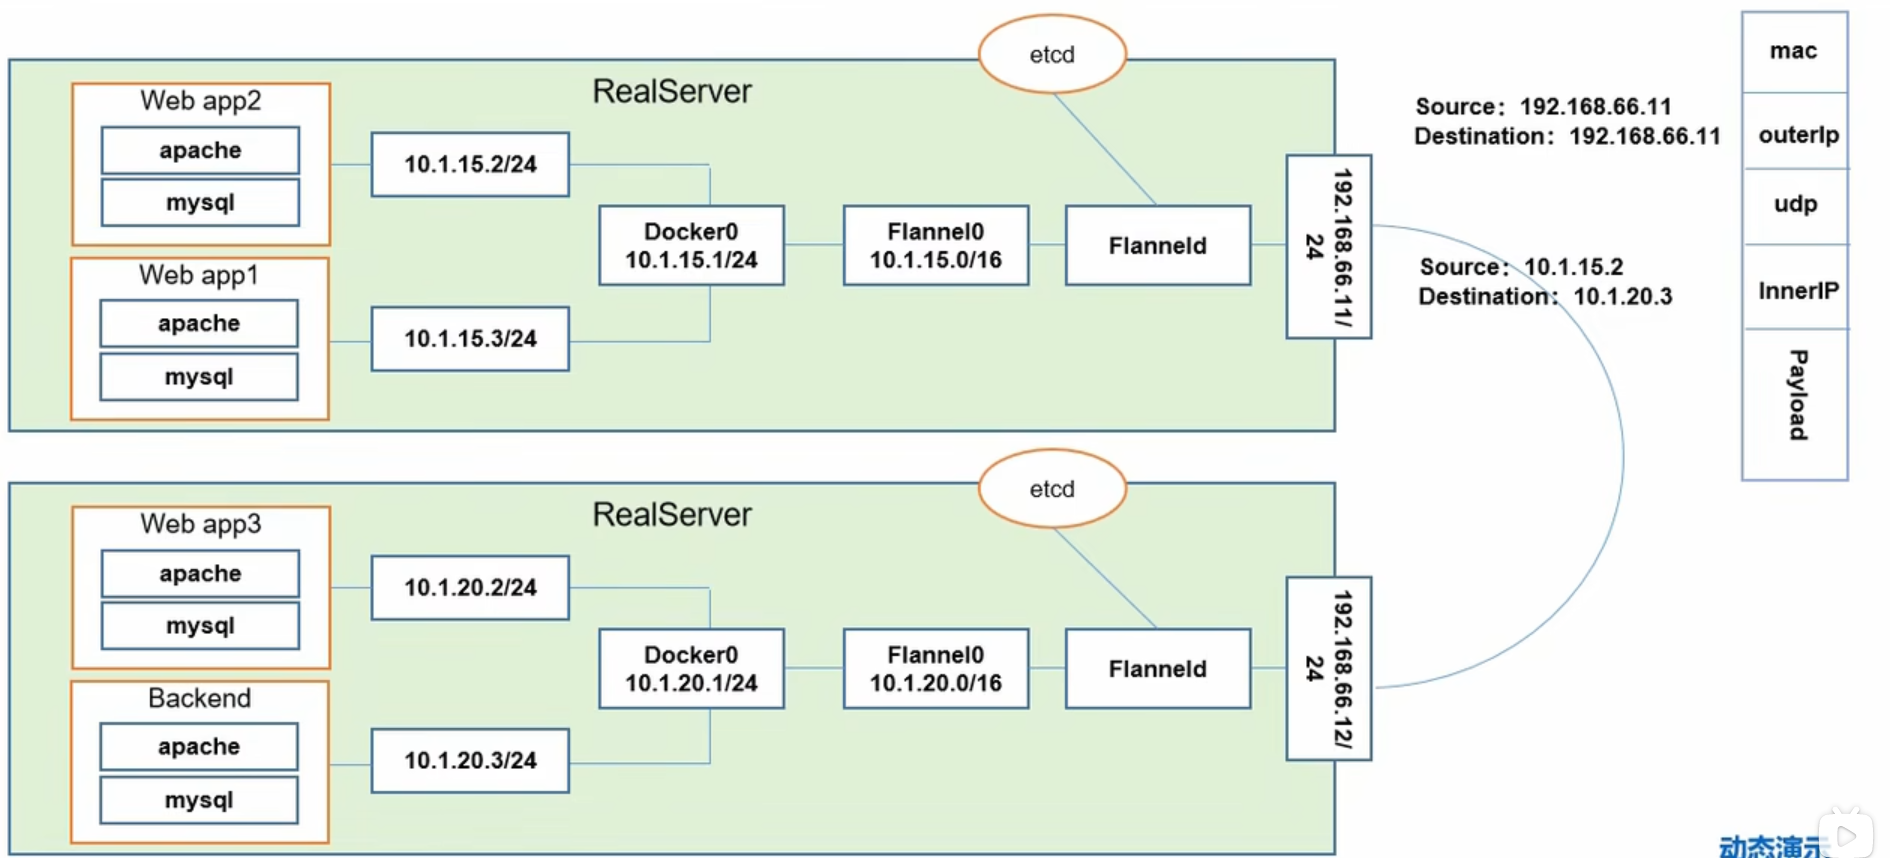 etcd
RealServer
Web app2
apache
mysql
10.1.15.2/24
Web app1
apache
mysql
10.1.15.3/24
Docker0
10.1.15.1/24
Flannel0
10.1.15.0/16
Flanneld
192.168.66.11/
24
Source：192.168.66.11
Destination：192.168.66.11
Source：10.1.15.2
Destination：10.1.20.3
mac
outerIp
udp
InnerIP
Payload
etcd
RealServer
Web app3
apache
mysql
10.1.20.2/24
Backend
apache
mysql
10.1.20.3/24
Docker0
10.1.20.1/24
Flannel0
10.1.20.0/16
Flanneld
192.168.66.12/
24
动态演示